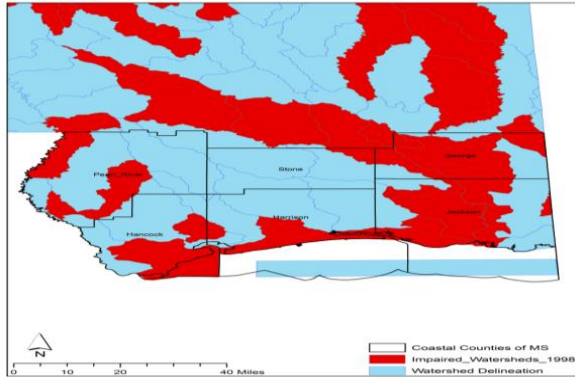 George
Stone
Pearl_River
Jackson
Harrison
Hancock
N
Coastal Counties of MS
Impaired_Watersheds_1998
Watershed Delineation
0 10 20 40 Miles